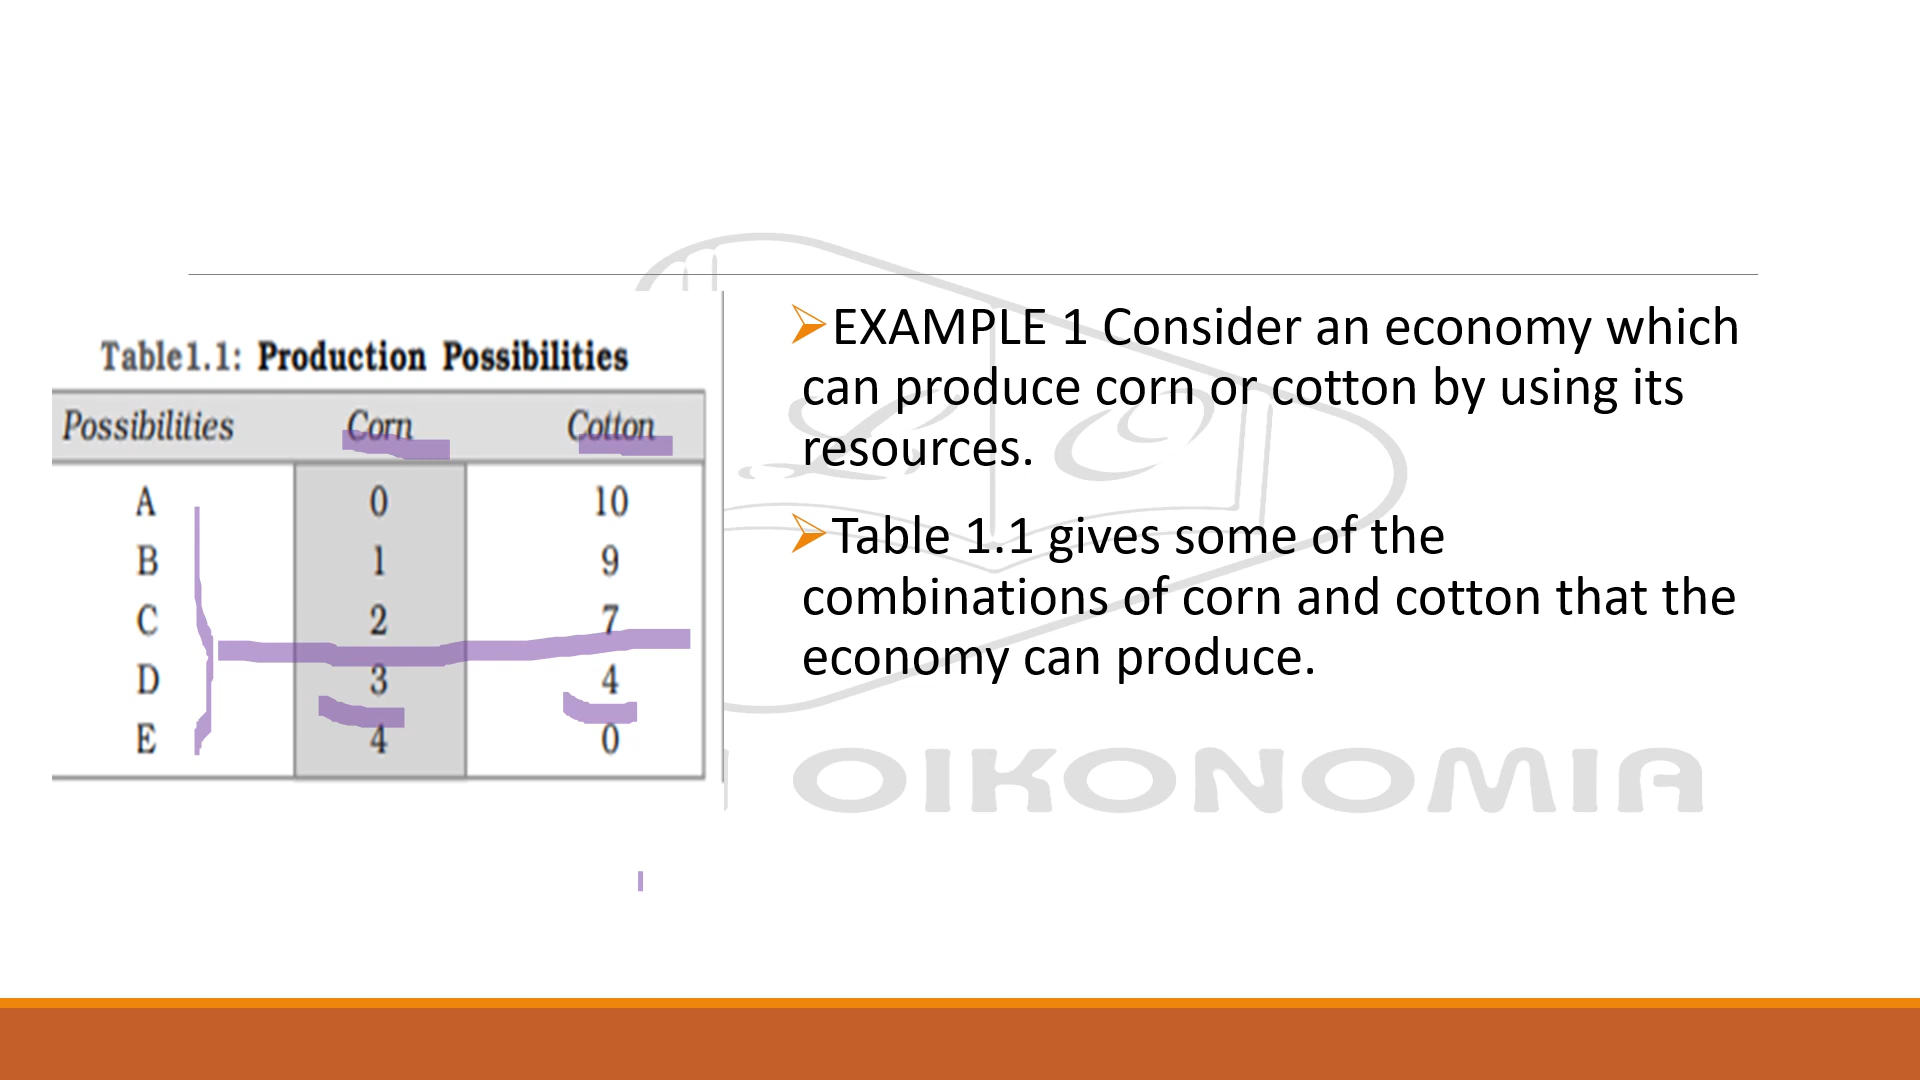 Table1.1: Production Possibilities
Possibilities Corn Cotton
A 0 10
B 1 9
C 2 7
D 3 4
E 4 0
EXAMPLE 1 Consider an economy which
can produce corn or cotton by using its
resources.
Table 1.1 gives some of the
combinations of corn and cotton that the
economy can produce.
OIKONOMIA